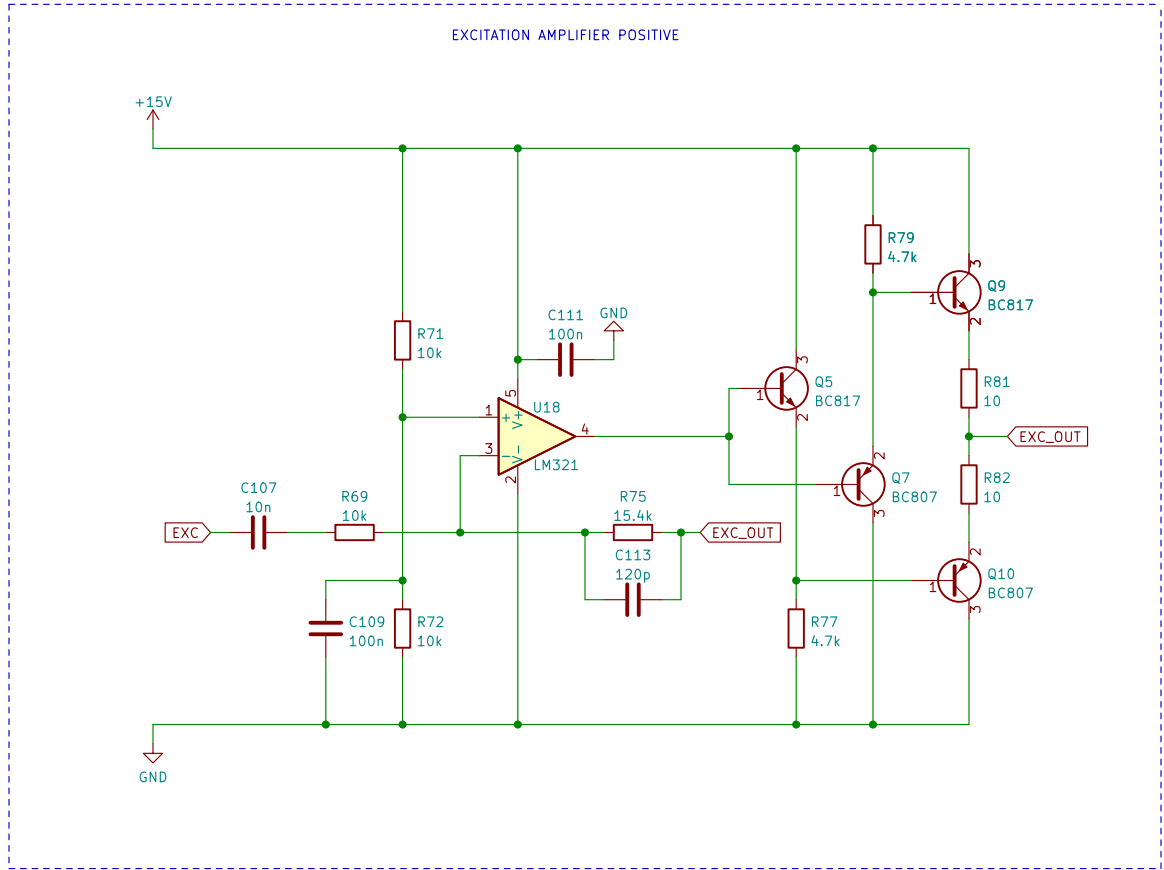 EXCITATION AMPLIFIER POSITIVE
+15V
R79
4.7k
3
Q9
1
BC817
2
C111
GND
100n
R71
10k
3
Q5
1
BC817
2
R81
10
5
1
U18
+
V+
4
3
-
V-
LM321
2
EXC_OUT
2
Q7
1
BC807
3
R82
10
C107
10n
R69
10k
R75
15.4k
EXC
EXC_OUT
C113
120p
2
Q10
1
BC807
3
C109
100n
R72
10k
R77
4.7k
GND